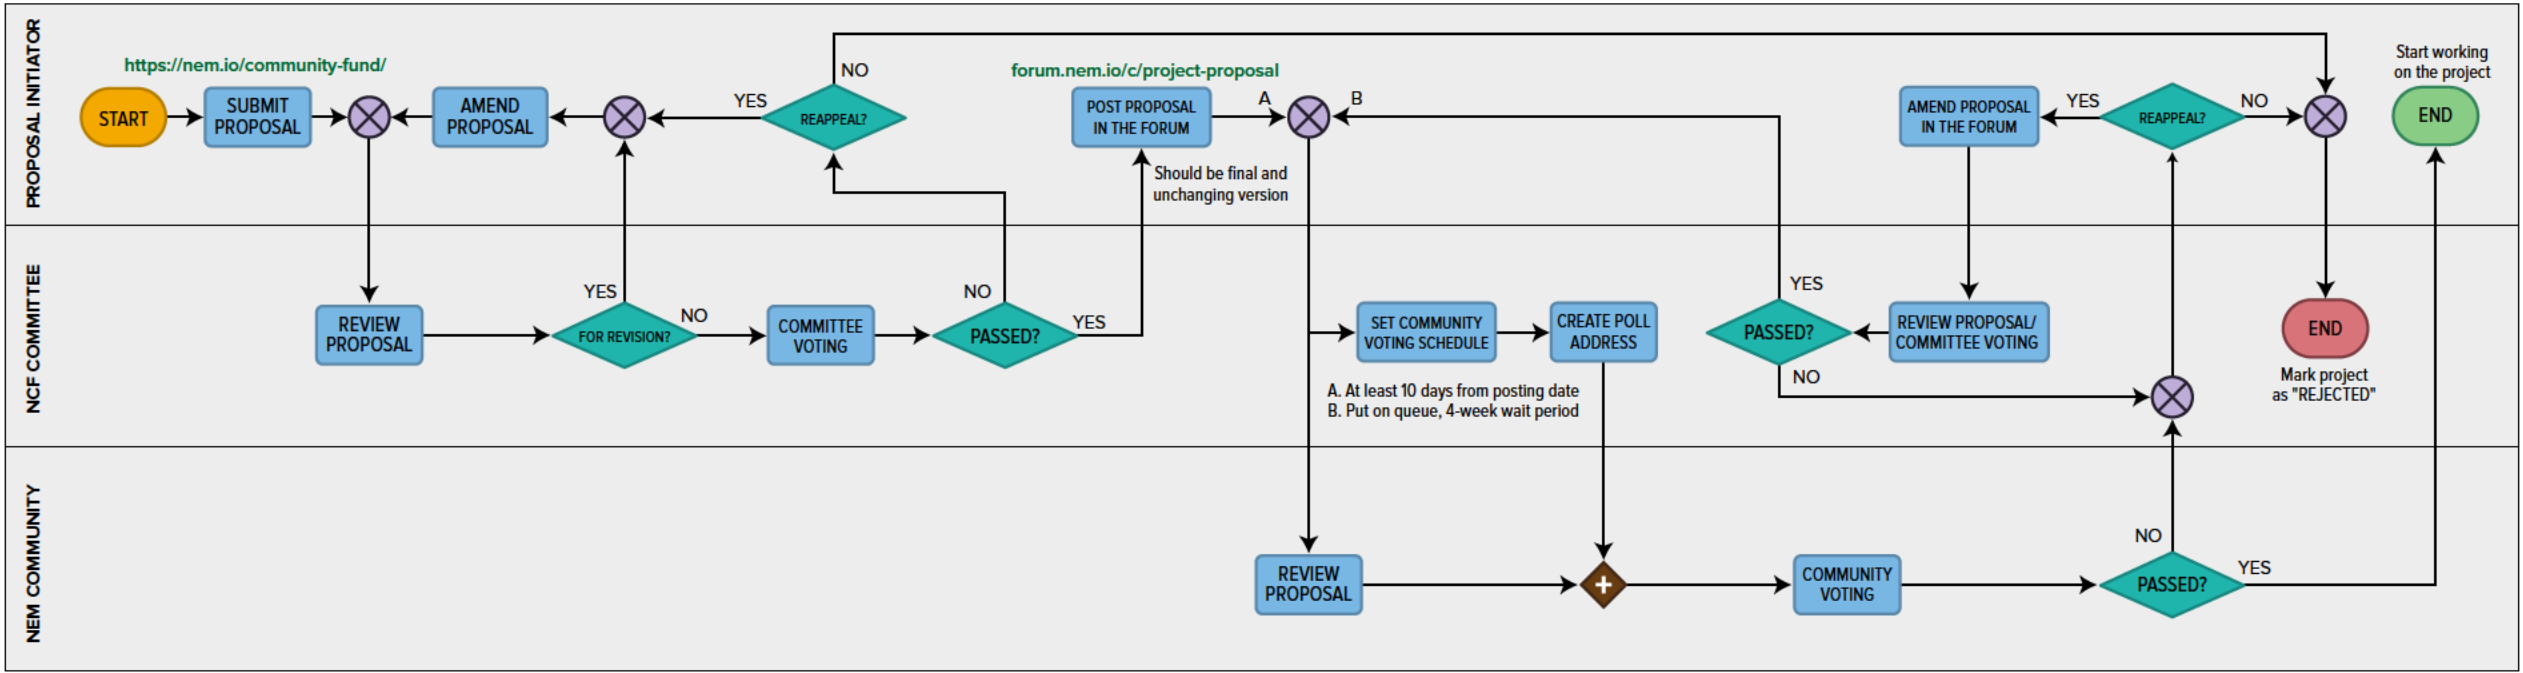 PROPOSAL INITIATOR
https://nem.io/community-fund/
START
SUBMIT
PROPOSAL
AMEND
PROPOSAL
YES
NO
REAPPEAL?
forum.nem.io/c/project-proposal
POST PROPOSAL
IN THE FORUM
Should be final and
unchanging version
A
B
AMEND PROPOSAL
IN THE FORUM
YES
REAPPEAL?
NO
Start working
on the project
END
NCF COMMITTEE
REVIEW
PROPOSAL
YES
FOR REVISION?
NO
COMMITTEE
VOTING
NO
PASSED?
YES
SET COMMUNITY
VOTING SCHEDULE
CREATE POLL
ADDRESS
A. At least 10 days from posting date
B. Put on queue, 4-week wait period
YES
PASSED?
NO
REVIEW PROPOSAL/
COMMITTEE VOTING
END
Mark project
as "REJECTED"
NEM COMMUNITY
REVIEW
PROPOSAL
COMMUNITY
VOTING
NO
PASSED?
YES